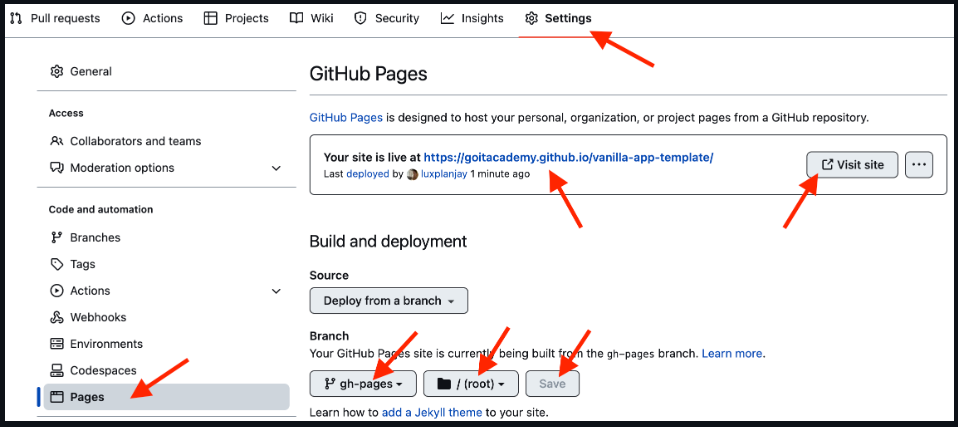 Pull requests Actions Projects Wiki Security Insights Settings
General
Access
Collaborators and teams
Moderation options
Code and automation
Branches
Tags
Actions
Webhooks
Environments
Codespaces
Pages
GitHub Pages
GitHub Pages is designed to host your personal, organization, or project pages from a GitHub repository.
Your site is live at https://goitacademy.github.io/vanilla-app-template/
Last deployed by luxplanjay 1 minute ago
Visit site
Build and deployment
Source
Deploy from a branch
Branch
Your GitHub Pages site is currently being built from the gh-pages branch. Learn more.
gh-pages / (root) Save
Learn how to add a Jekyll theme to your site.